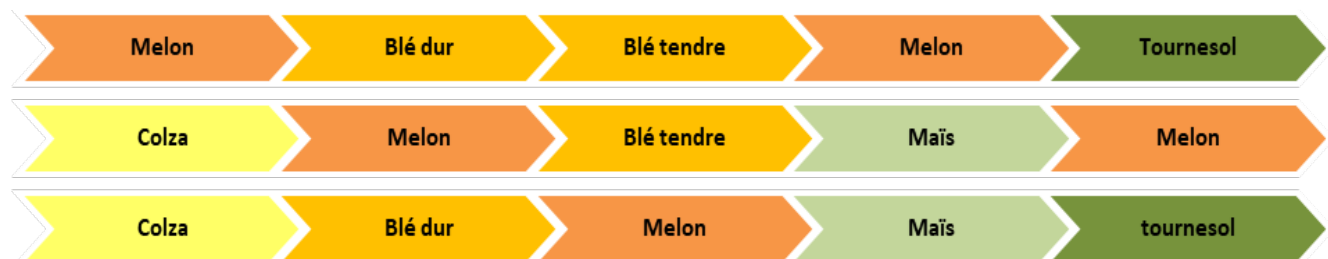 Melon Blé dur Blé tendre Melon Tournesol
Colza Melon Blé tendre Maïs Melon
Colza Blé dur Melon Maïs tournesol